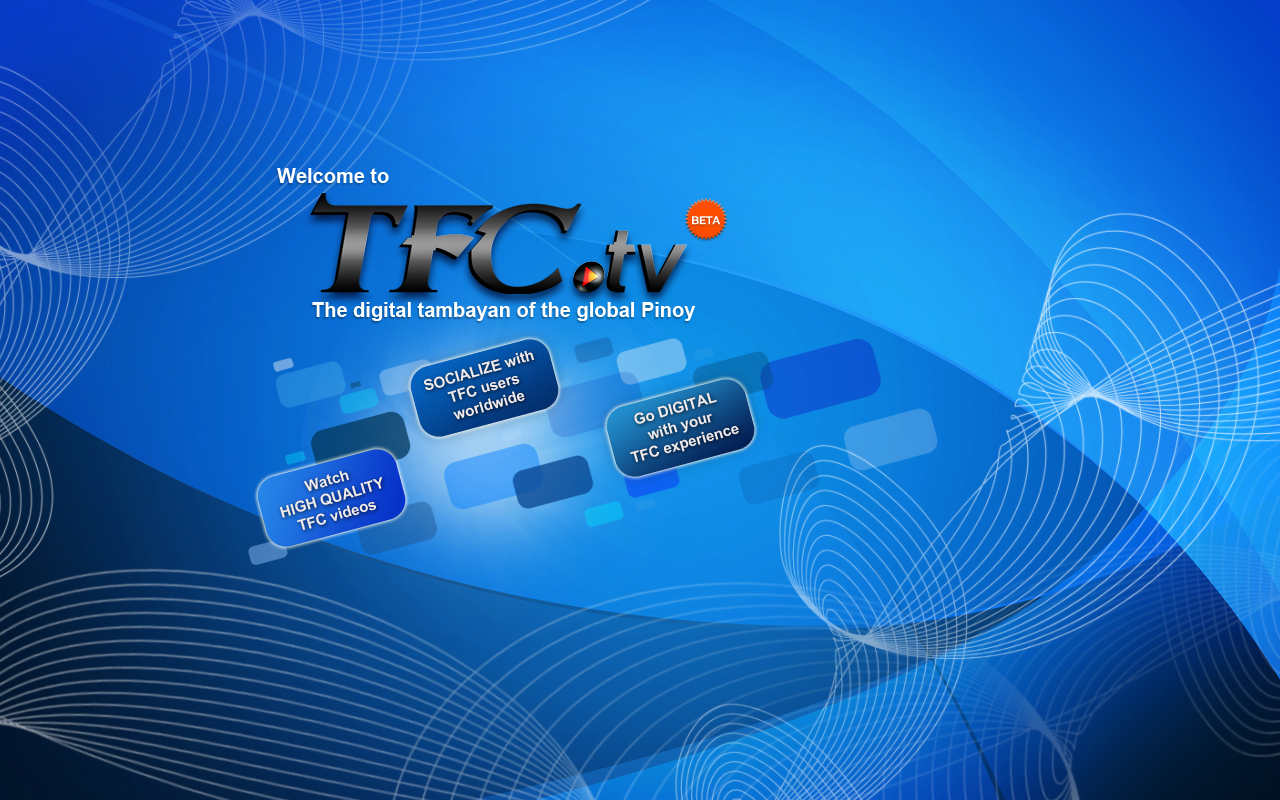 Welcome to
TFC.tv
BETA
The digital tambayan of the global Pinoy
SOCIALIZE with
TFC users
worldwide
Go DIGITAL
with your
TFC experience
Watch
HIGH QUALITY
TFC videos